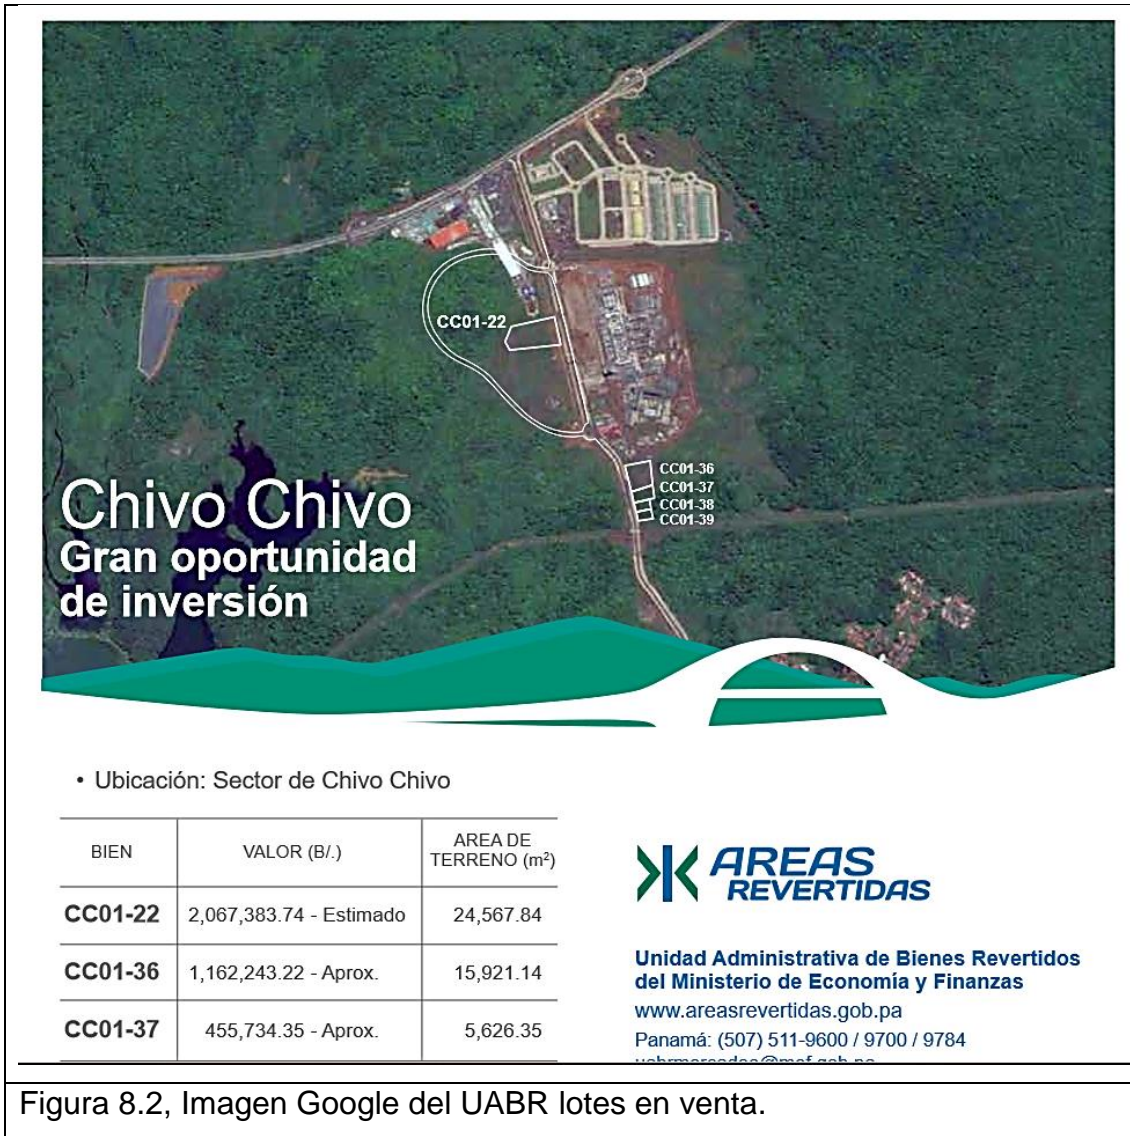 CC01-22
CC01-36
CC01-37
CC01-38
CC01-39
Chivo Chivo
Gran oportunidad
de inversión
• Ubicación: Sector de Chivo Chivo
BIEN VALOR (B/.) AREA DE TERRENO (m²)
CC01-22 2,067,383.74 - Estimado 24,567.84
CC01-36 1,162,243.22 - Aprox. 15,921.14
CC01-37 455,734.35 - Aprox. 5,626.35
AREAS
REVERTIDAS
Unidad Administrativa de Bienes Revertidos
del Ministerio de Economía y Finanzas
www.areasrevertidas.gob.pa
Panamá: (507) 511-9600 / 9700 / 9784
Figura 8.2, Imagen Google del UABR lotes en venta.